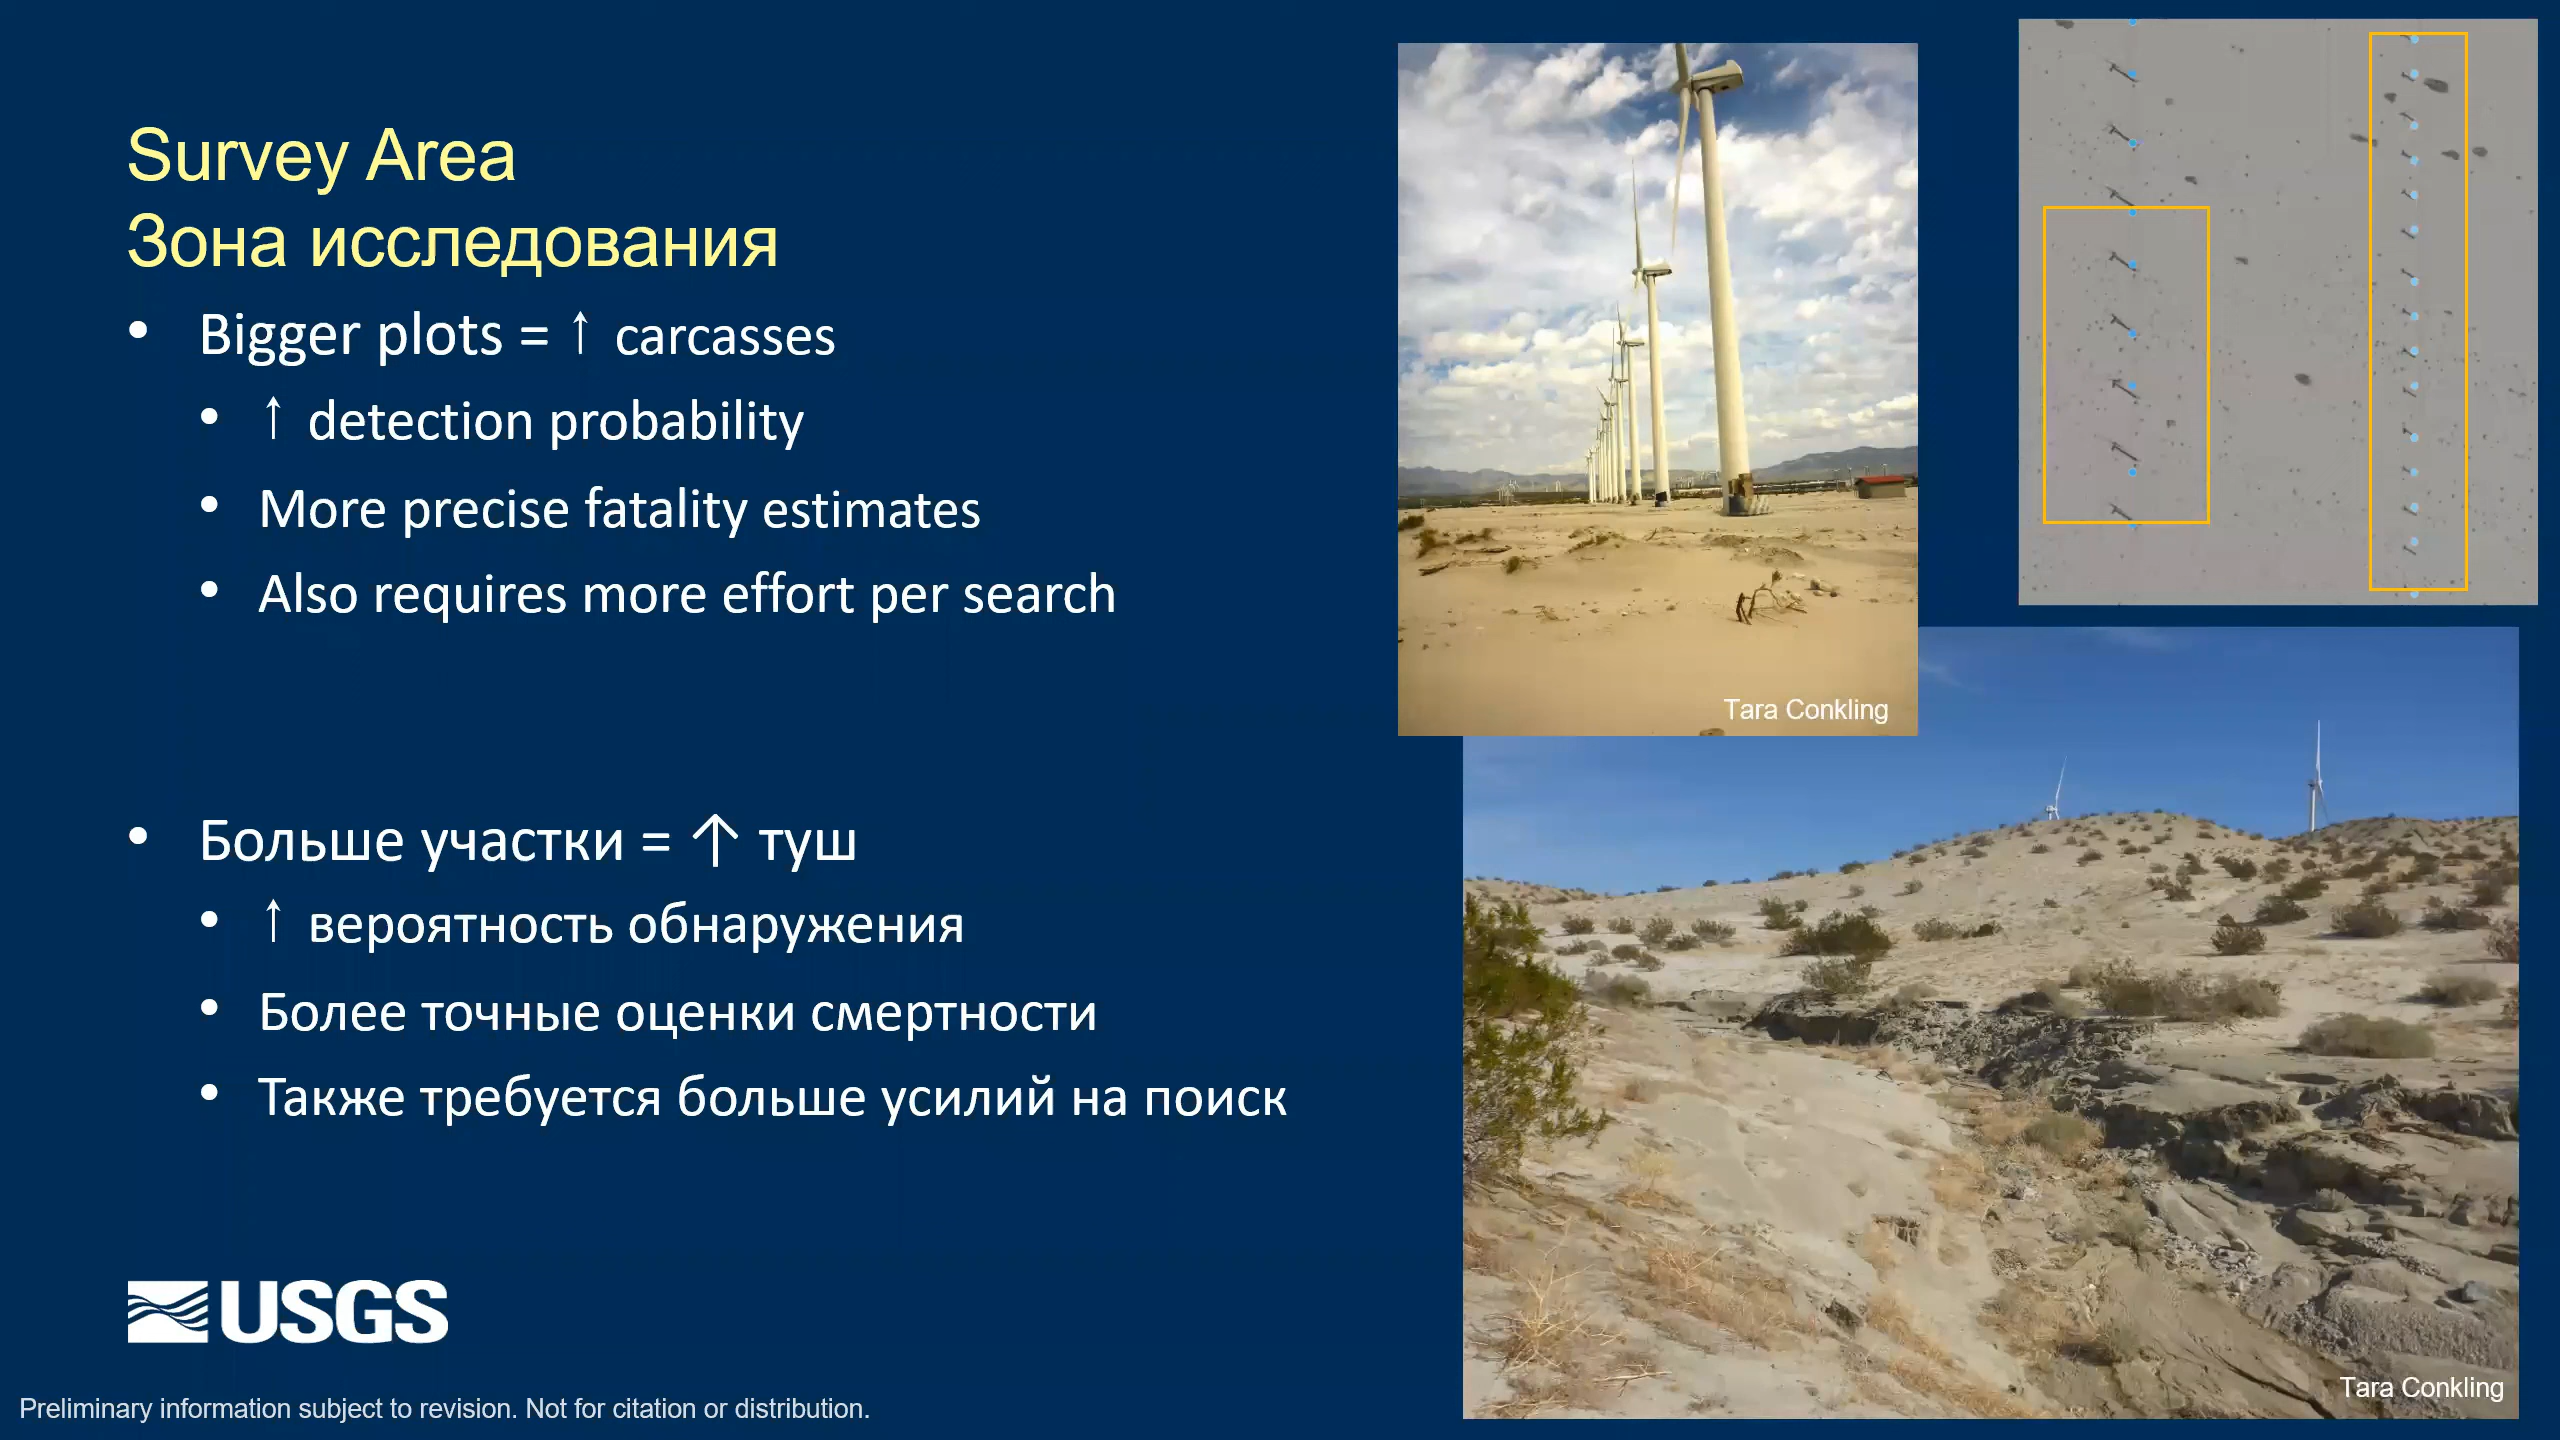 Survey Area
Зона исследования
• Bigger plots = ↑ carcasses
• ↑ detection probability
• More precise fatality estimates
• Also requires more effort per search
• Больше участки = ↑ туш
• ↑ вероятность обнаружения
• Более точные оценки смертности
• Также требуется больше усилий на поиск
Tara Conkling
Tara Conkling
USGS
Preliminary information subject to revision. Not for citation or distribution.